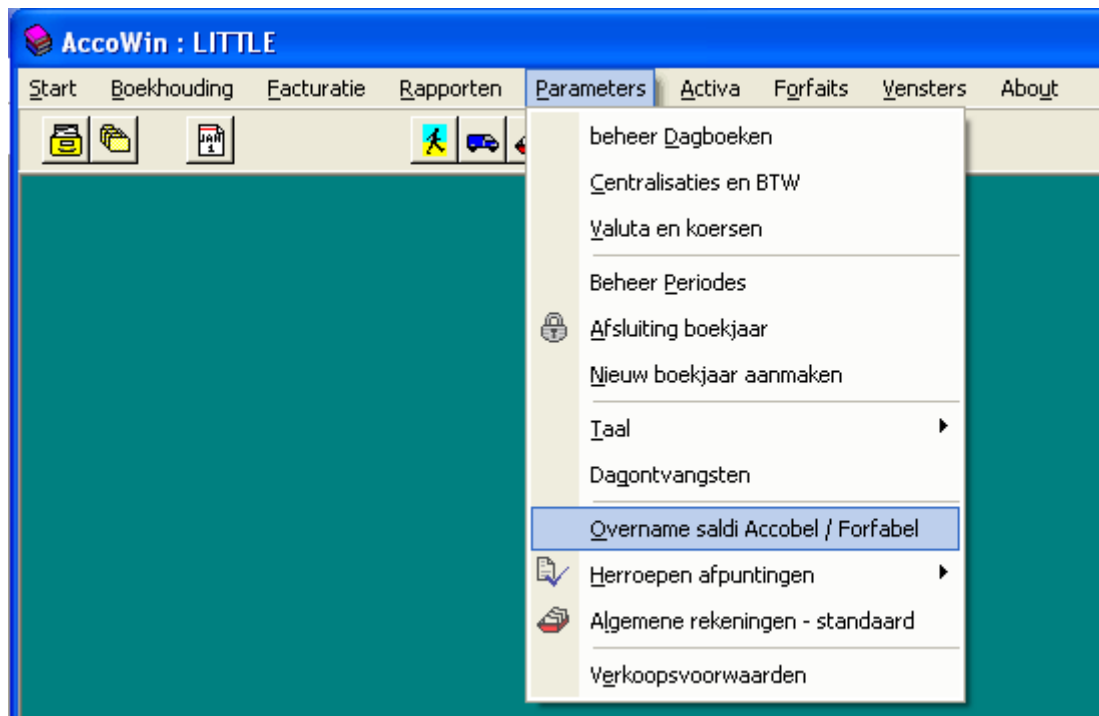 AccoWin : LITTLE
Start Boekhouding Facturatie Rapporten Parameters Activa Forfaits Vensters About
JAN
1
beheer Dagboeken
Centralisaties en BTW
Valuta en koersen
Beheer Periodes
Afsluiting boekjaar
Nieuw boekjaar aanmaken
Taal
Dagontvangsten
Overname saldi Accobel / Forfabel
Herroepen afpuntingen
Algemene rekeningen - standaard
Verkoopsvoorwaarden